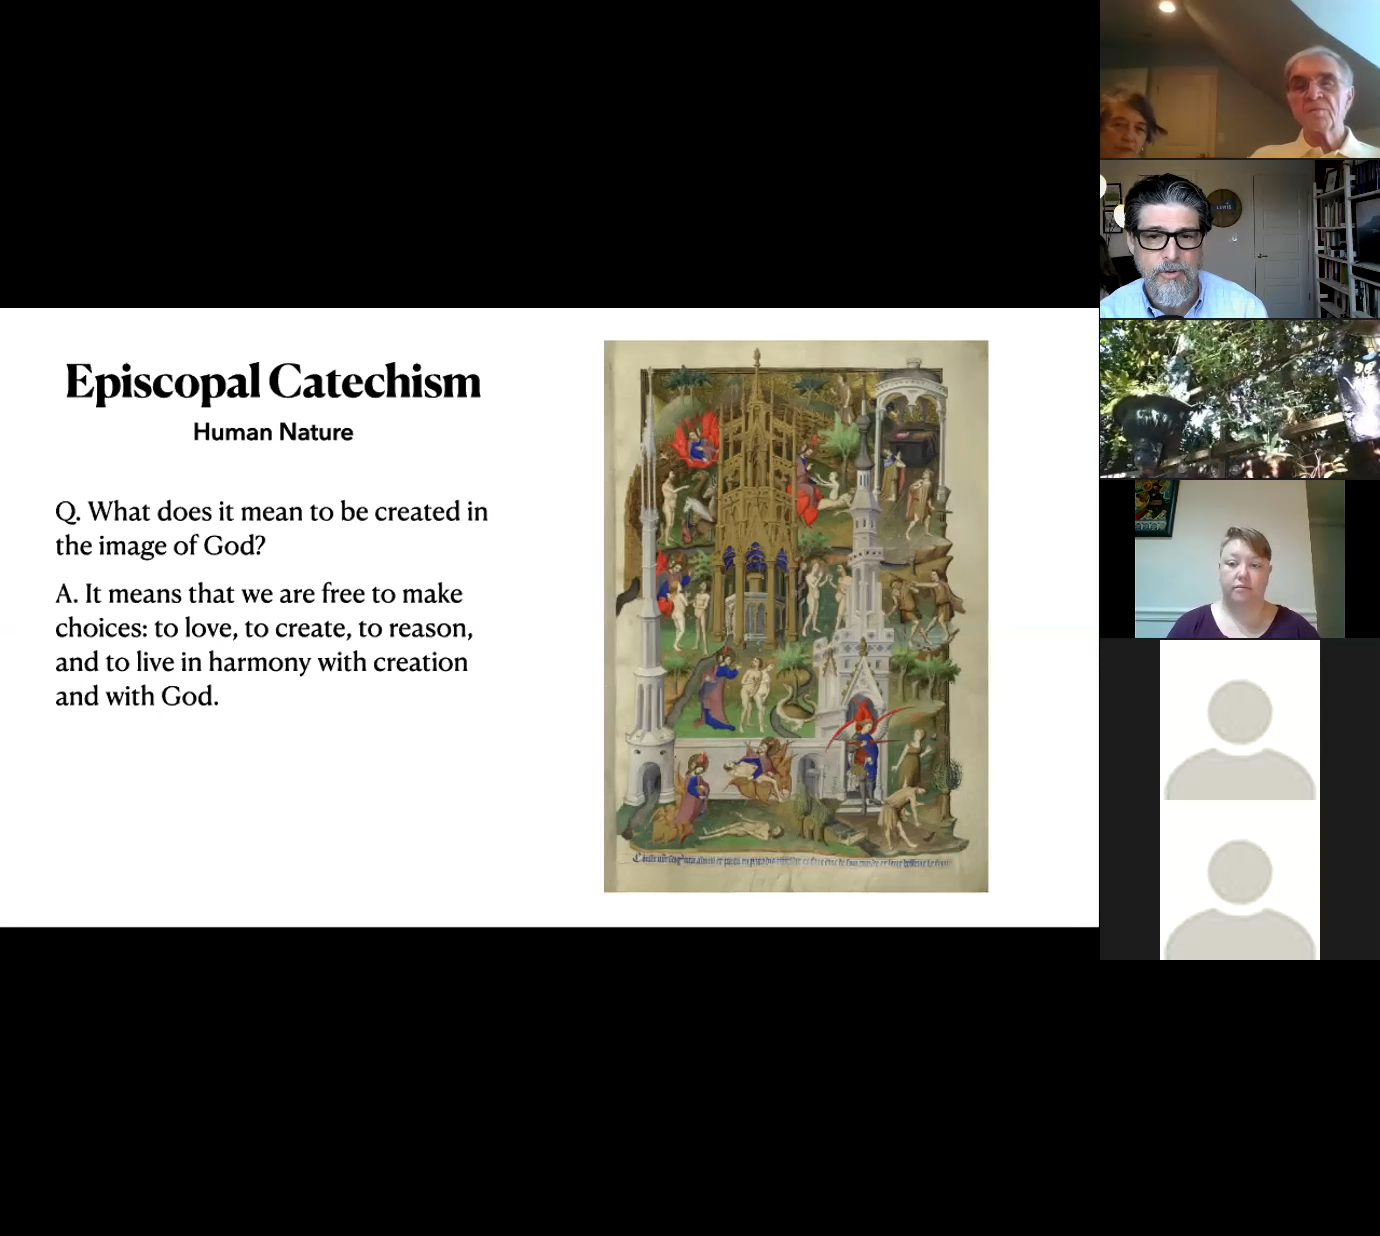 Episcopal Catechism
Human Nature
Q. What does it mean to be created in
the image of God?
A. It means that we are free to make
choices: to love, to create, to reason,
and to live in harmony with creation
and with God.